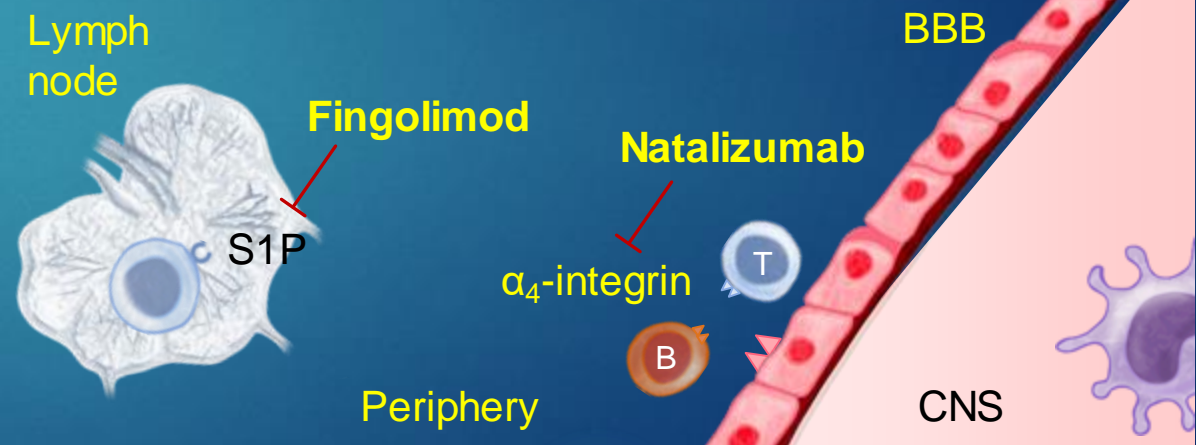 Lymph
node
BBB
Fingolimod
Natalizumab
S1P
T
α₄-integrin
B
Periphery
CNS